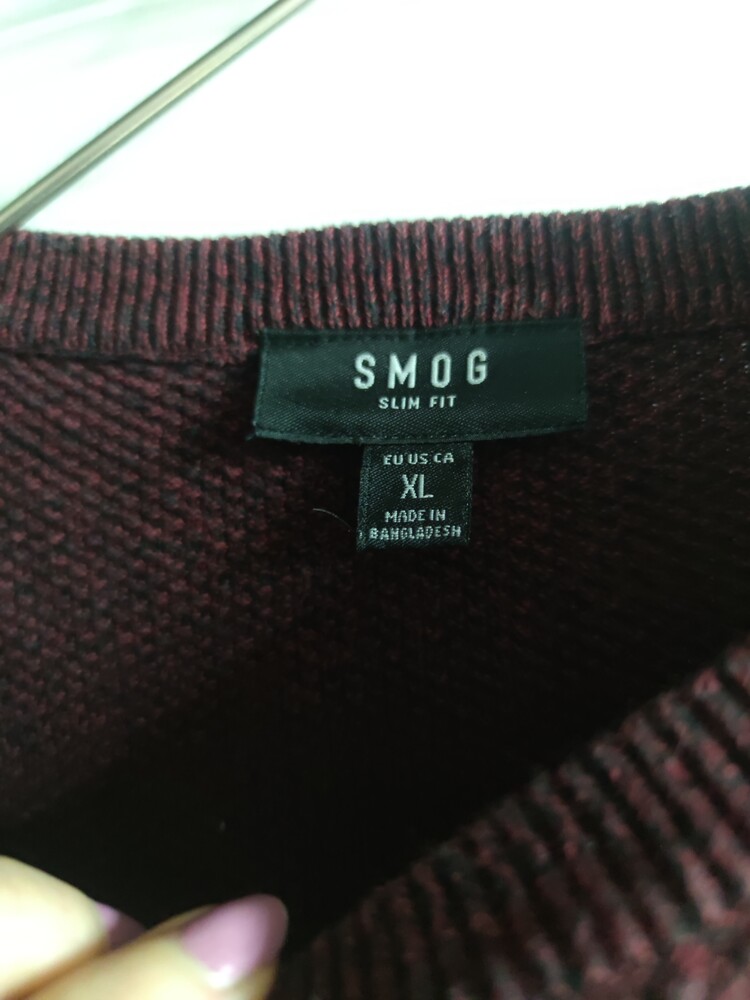 SMOG
SLIM FIT
EU US CA
XL
MADE IN
BANGLADESH